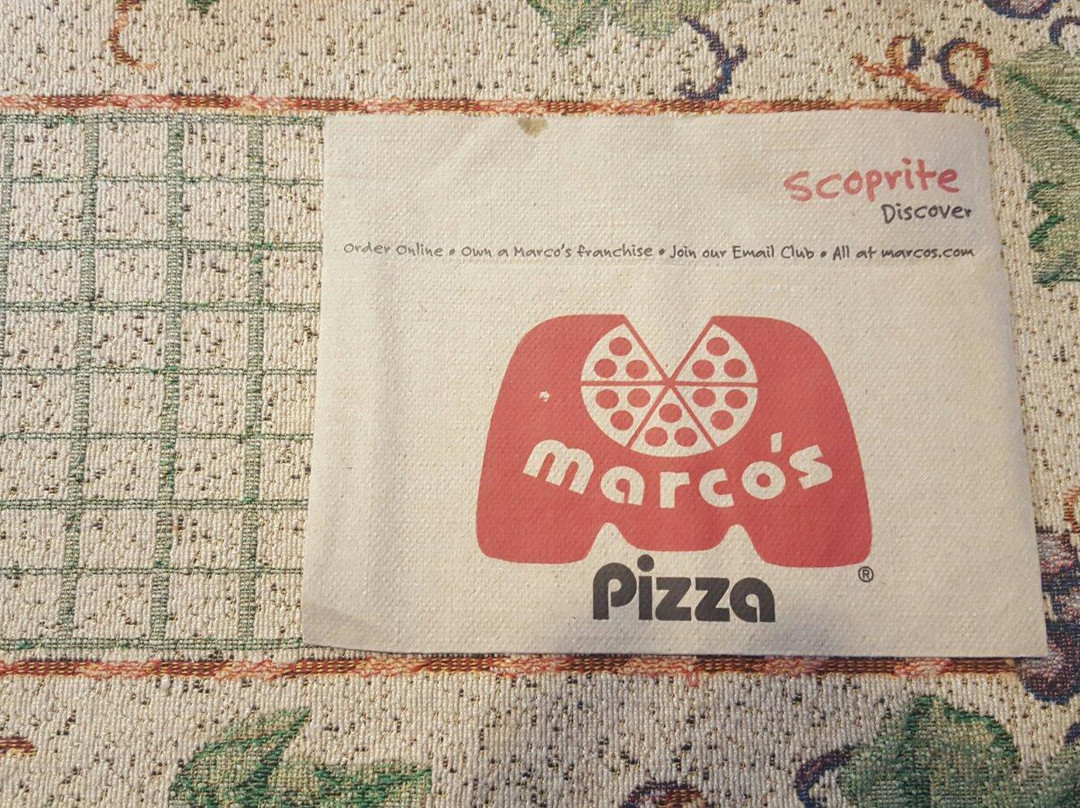 Scoprite
Discover
Order Online • Own a Marco's franchise • Join our Email Club • All at marcos.com
marco's
Pizza
®